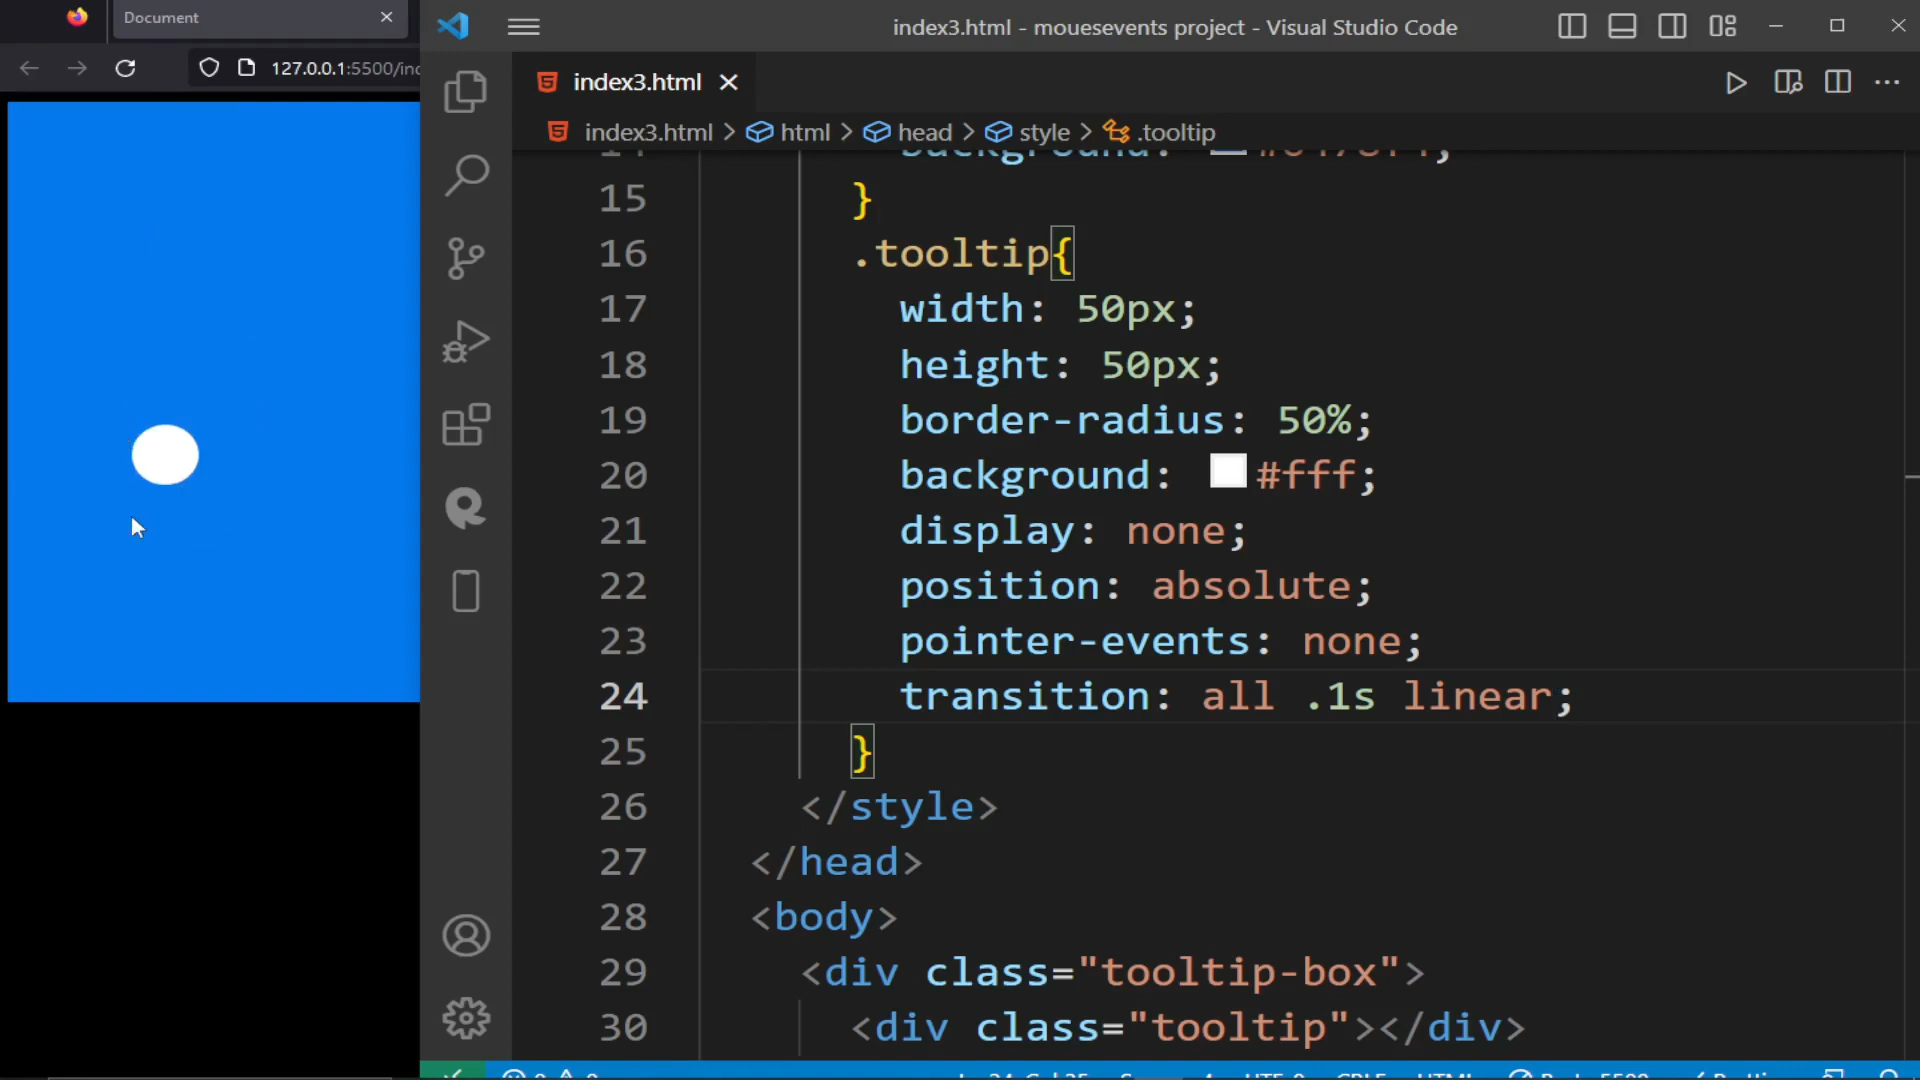 Document
index3.html - mouesevents project - Visual Studio Code
127.0.0.1:5500/in
index3.html
index3.html > html > head > style > .tooltip
15 }
16 .tooltip{
17 width: 50px;
18 height: 50px;
19 border-radius: 50%;
20 background: #fff;
21 display: none;
22 position: absolute;
23 pointer-events: none;
24 transition: all .1s linear;
25 }
26 </style>
27 </head>
28 <body>
29 <div class="tooltip-box">
30 <div class="tooltip"></div>